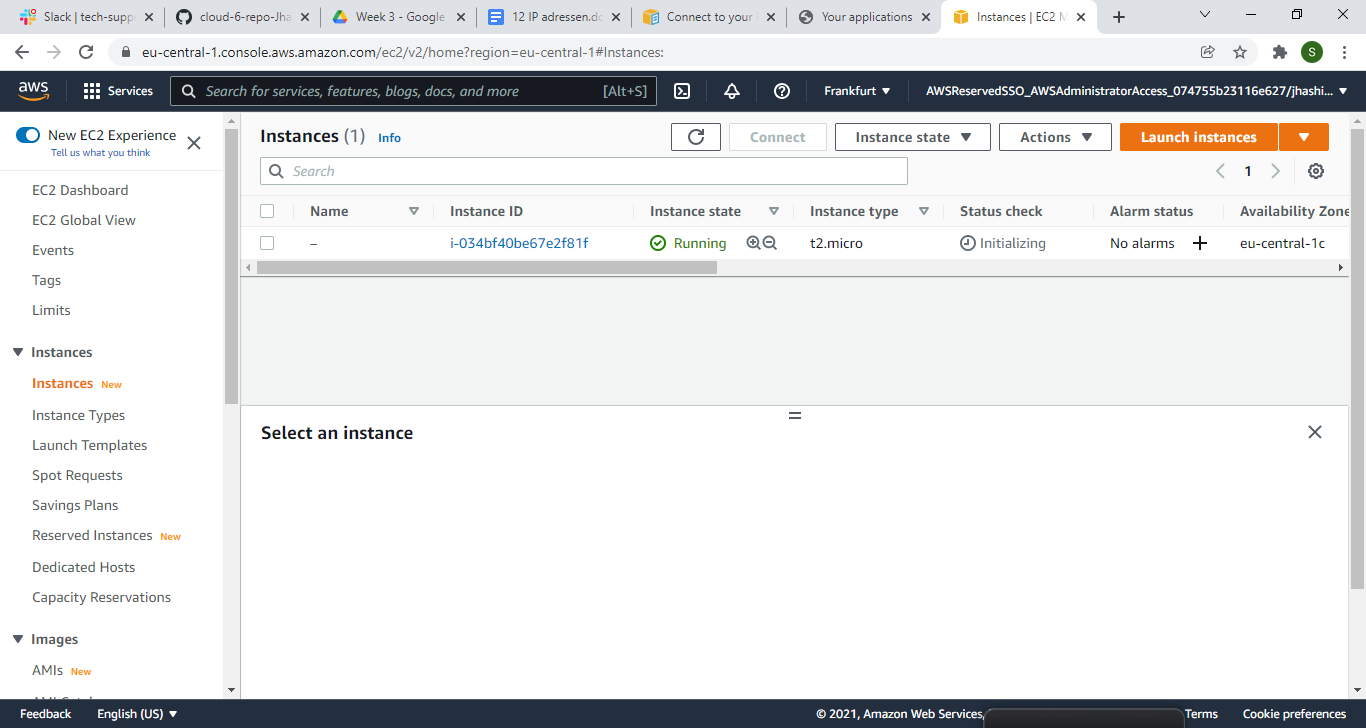 Slack | tech-supp
cloud-6-repo-Jha
Week 3 - Google
12 IP adressen.do
Connect to your
Your applications
Instances | EC2 M
eu-central-1.console.aws.amazon.com/ec2/v2/home?region=eu-central-1#Instances:
S
aws
Services
Search for services, features, blogs, docs, and more
[Alt+S]
Frankfurt
AWSReservedSSO_AWSAdministratorAccess_074755b23116e627/jhashi...
New EC2 Experience
Tell us what you think
EC2 Dashboard
EC2 Global View
Events
Tags
Limits
Instances
Instances New
Instance Types
Launch Templates
Spot Requests
Savings Plans
Reserved Instances New
Dedicated Hosts
Capacity Reservations
Images
AMIs New
Instances (1) Info
Connect
Instance state
Actions
Launch instances
Search
1
Name Instance ID Instance state Instance type Status check Alarm status Availability Zone
– i-034bf40be67e2f81f Running t2.micro Initializing No alarms + eu-central-1c
Select an instance
Feedback English (US) © 2021, Amazon Web Services, Terms Cookie preferences